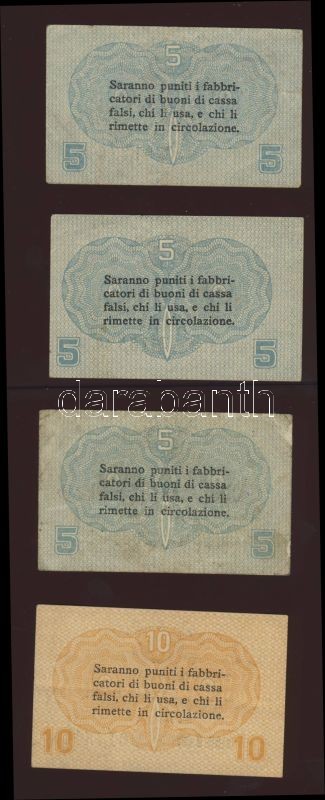 5
Saranno puniti i fabbri-
catori di buoni di cassa
falsi, chi li usa, e chi li
rimette in circolazione.
5 5
5
Saranno puniti i fabbri-
catori di buoni di cassa
falsi, chi li usa, e chi li
rimette in circolazione.
5 5
darabanth
5
Saranno puniti i fabbri-
catori di buoni di cassa
falsi, chi li usa, e chi li
rimette in circolazione.
5 5
10
Saranno puniti i fabbri-
catori di buoni di cassa
falsi, chi li usa, e chi li
rimette in circolazione.
10 10